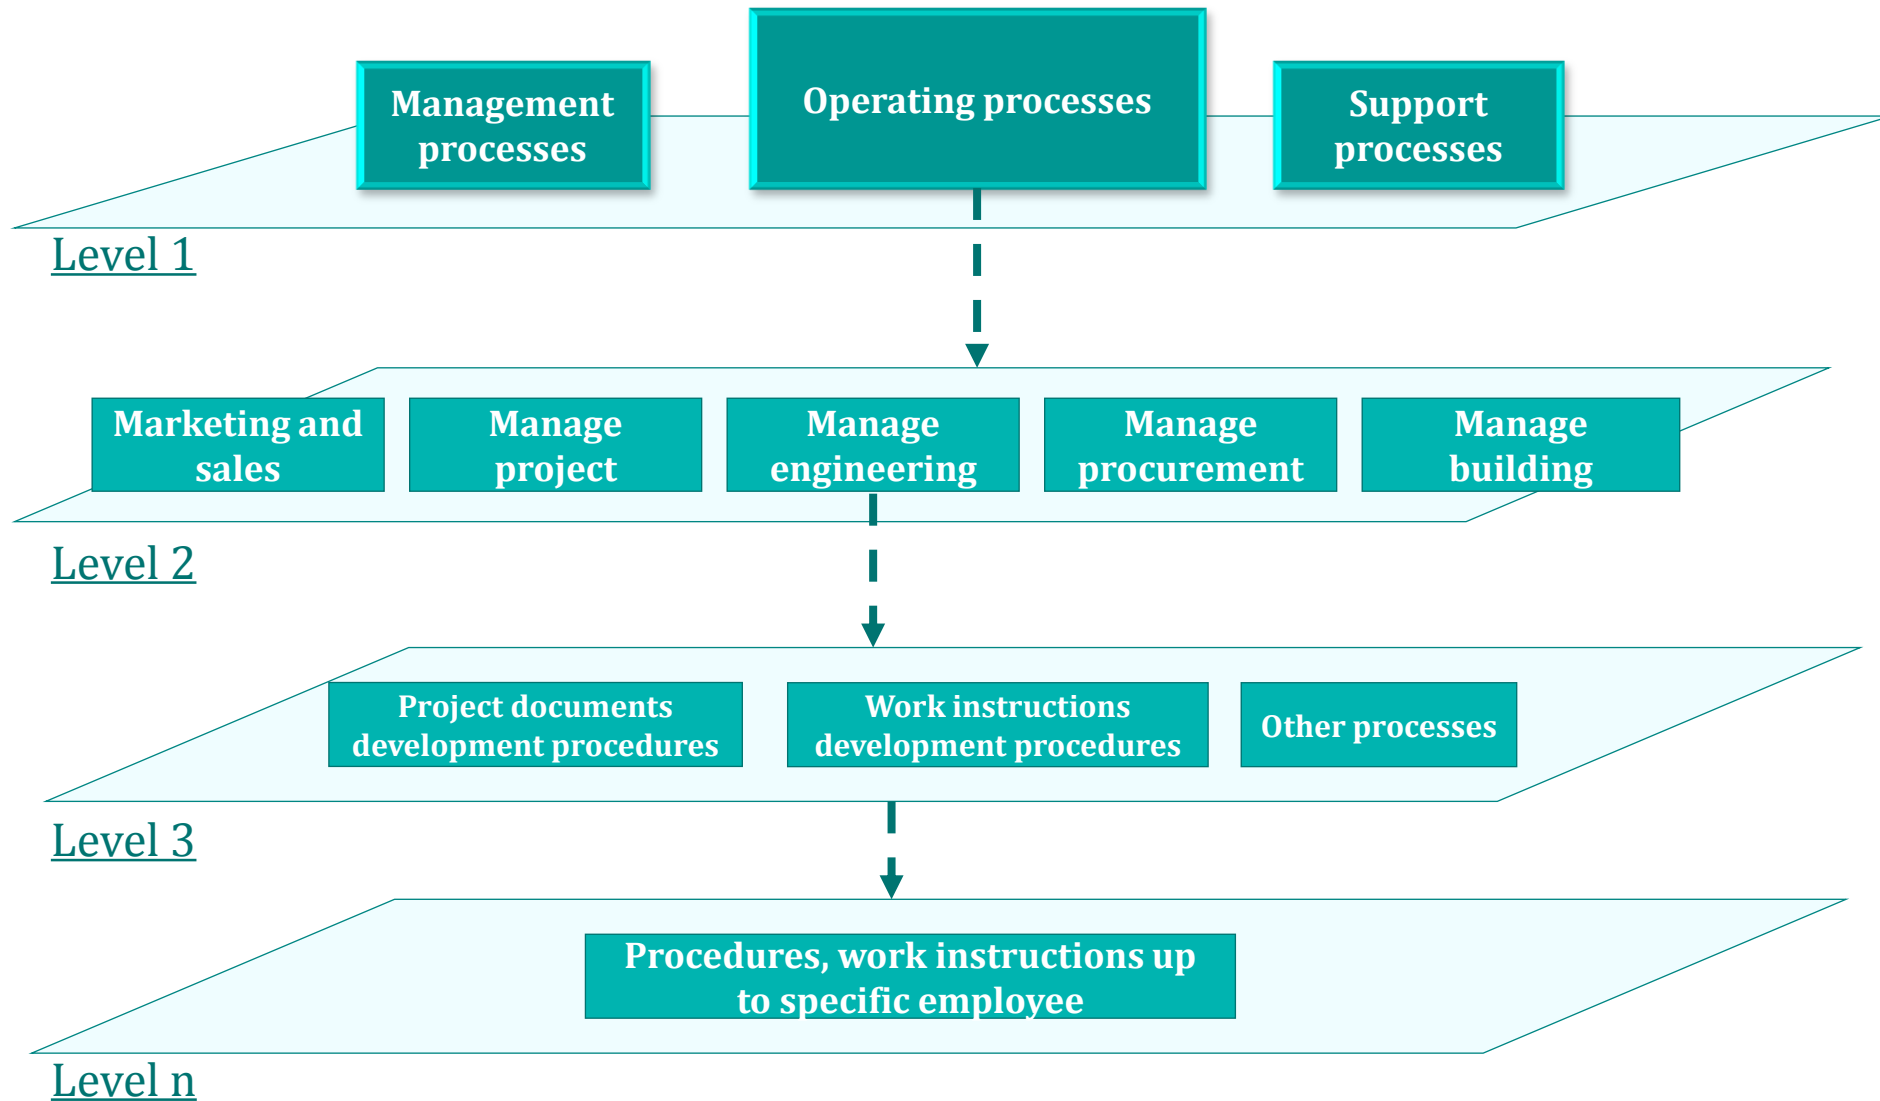 Management
processes
Operating processes
Support
processes
Level 1
Marketing and
sales
Manage
project
Manage
engineering
Manage
procurement
Manage
building
Level 2
Project documents
development procedures
Work instructions
development procedures
Other processes
Level 3
Procedures, work instructions up
to specific employee
Level n